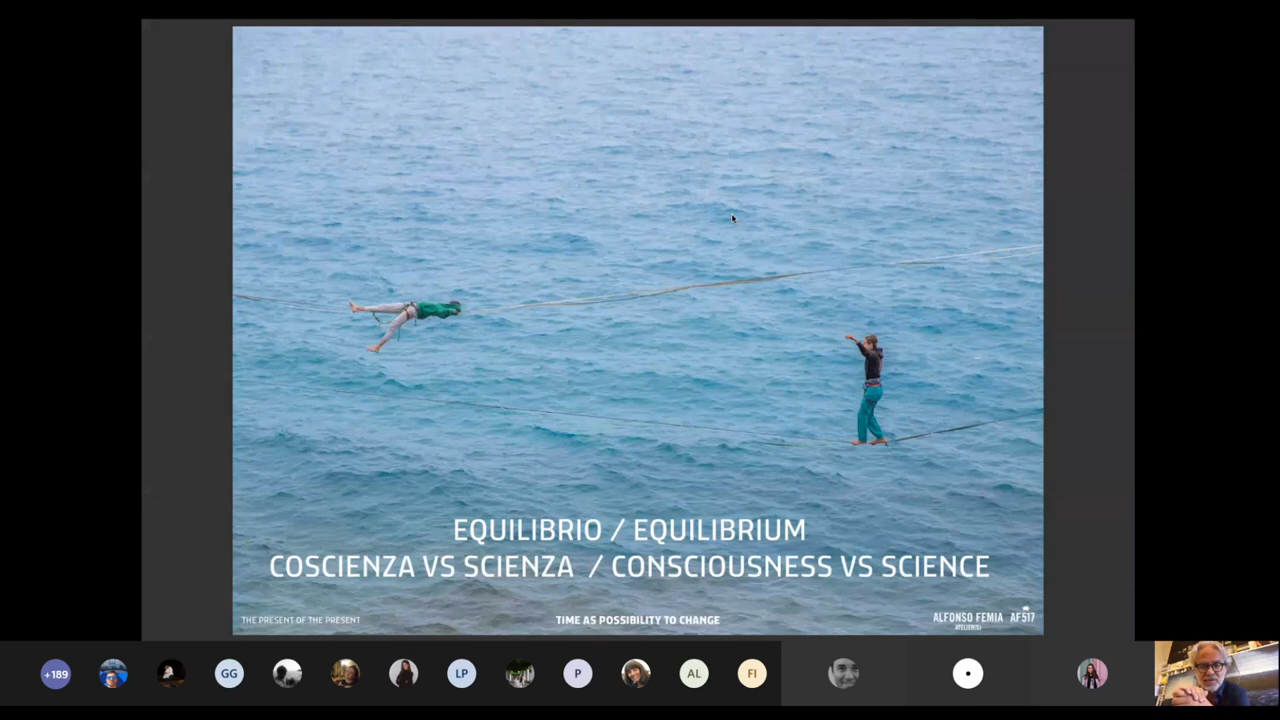 EQUILIBRIO / EQUILIBRIUM
COSCIENZA VS SCIENZA / CONSCIOUSNESS VS SCIENCE
THE PRESENT OF THE PRESENT
TIME AS POSSIBILITY TO CHANGE
ALFONSO FEMIA AF517
ATELIER(S)
+189
GG
LP
P
AL
FI